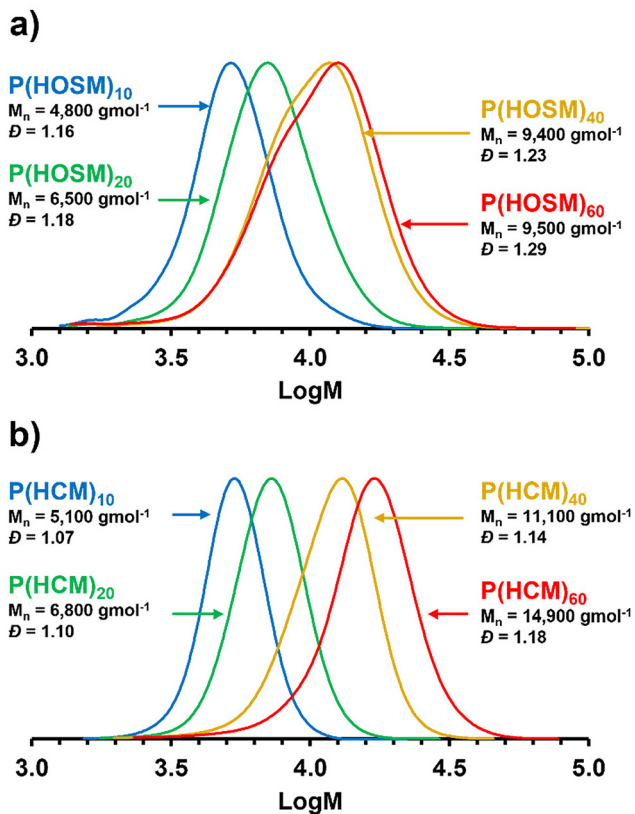 a)
P(HOSM)₁₀
Mₙ = 4,800 gmol⁻¹
Đ = 1.16
P(HOSM)₂₀
Mₙ = 6,500 gmol⁻¹
Đ = 1.18
P(HOSM)₄₀
Mₙ = 9,400 gmol⁻¹
Đ = 1.23
P(HOSM)₆₀
Mₙ = 9,500 gmol⁻¹
Đ = 1.29
3.0 3.5 4.0 4.5 5.0
LogM
b)
P(HCM)₁₀
Mₙ = 5,100 gmol⁻¹
Đ = 1.07
P(HCM)₂₀
Mₙ = 6,800 gmol⁻¹
Đ = 1.10
P(HCM)₄₀
Mₙ = 11,100 gmol⁻¹
Đ = 1.14
P(HCM)₆₀
Mₙ = 14,900 gmol⁻¹
Đ = 1.18
3.0 3.5 4.0 4.5 5.0
LogM